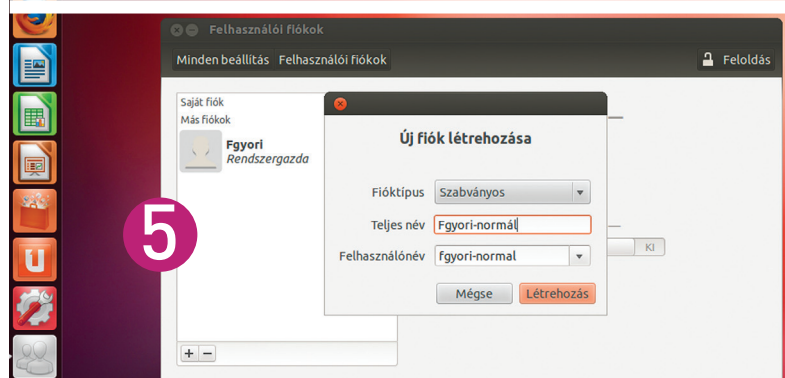 Felhasználói fiókok
Minden beállítás Felhasználói fiókok
Feloldás
Saját fiók
Más fiókok
Fgyori
Rendszergazda
Új fiók létrehozása
Fióktípus Szabványos
Teljes név Fgyori-normál
Felhasználónév fgyori-normal
Mégse Létrehozás
KI
5